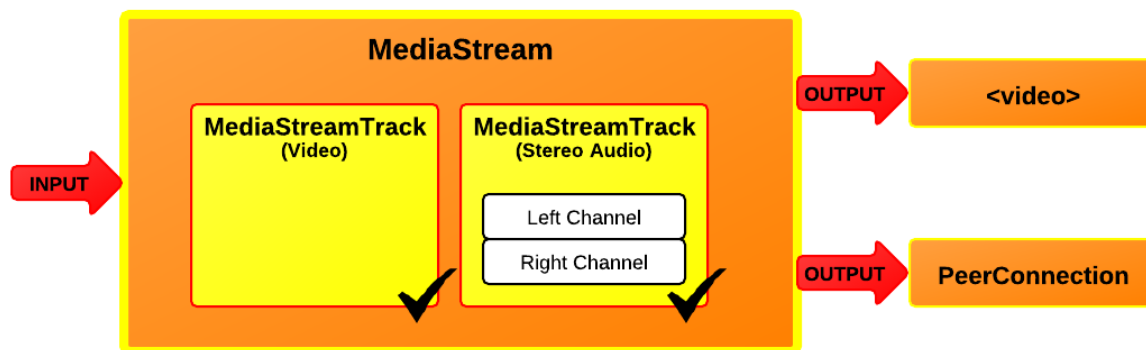 MediaStream
MediaStreamTrack
(Video)
MediaStreamTrack
(Stereo Audio)
Left Channel
Right Channel
INPUT
OUTPUT
<video>
OUTPUT
PeerConnection